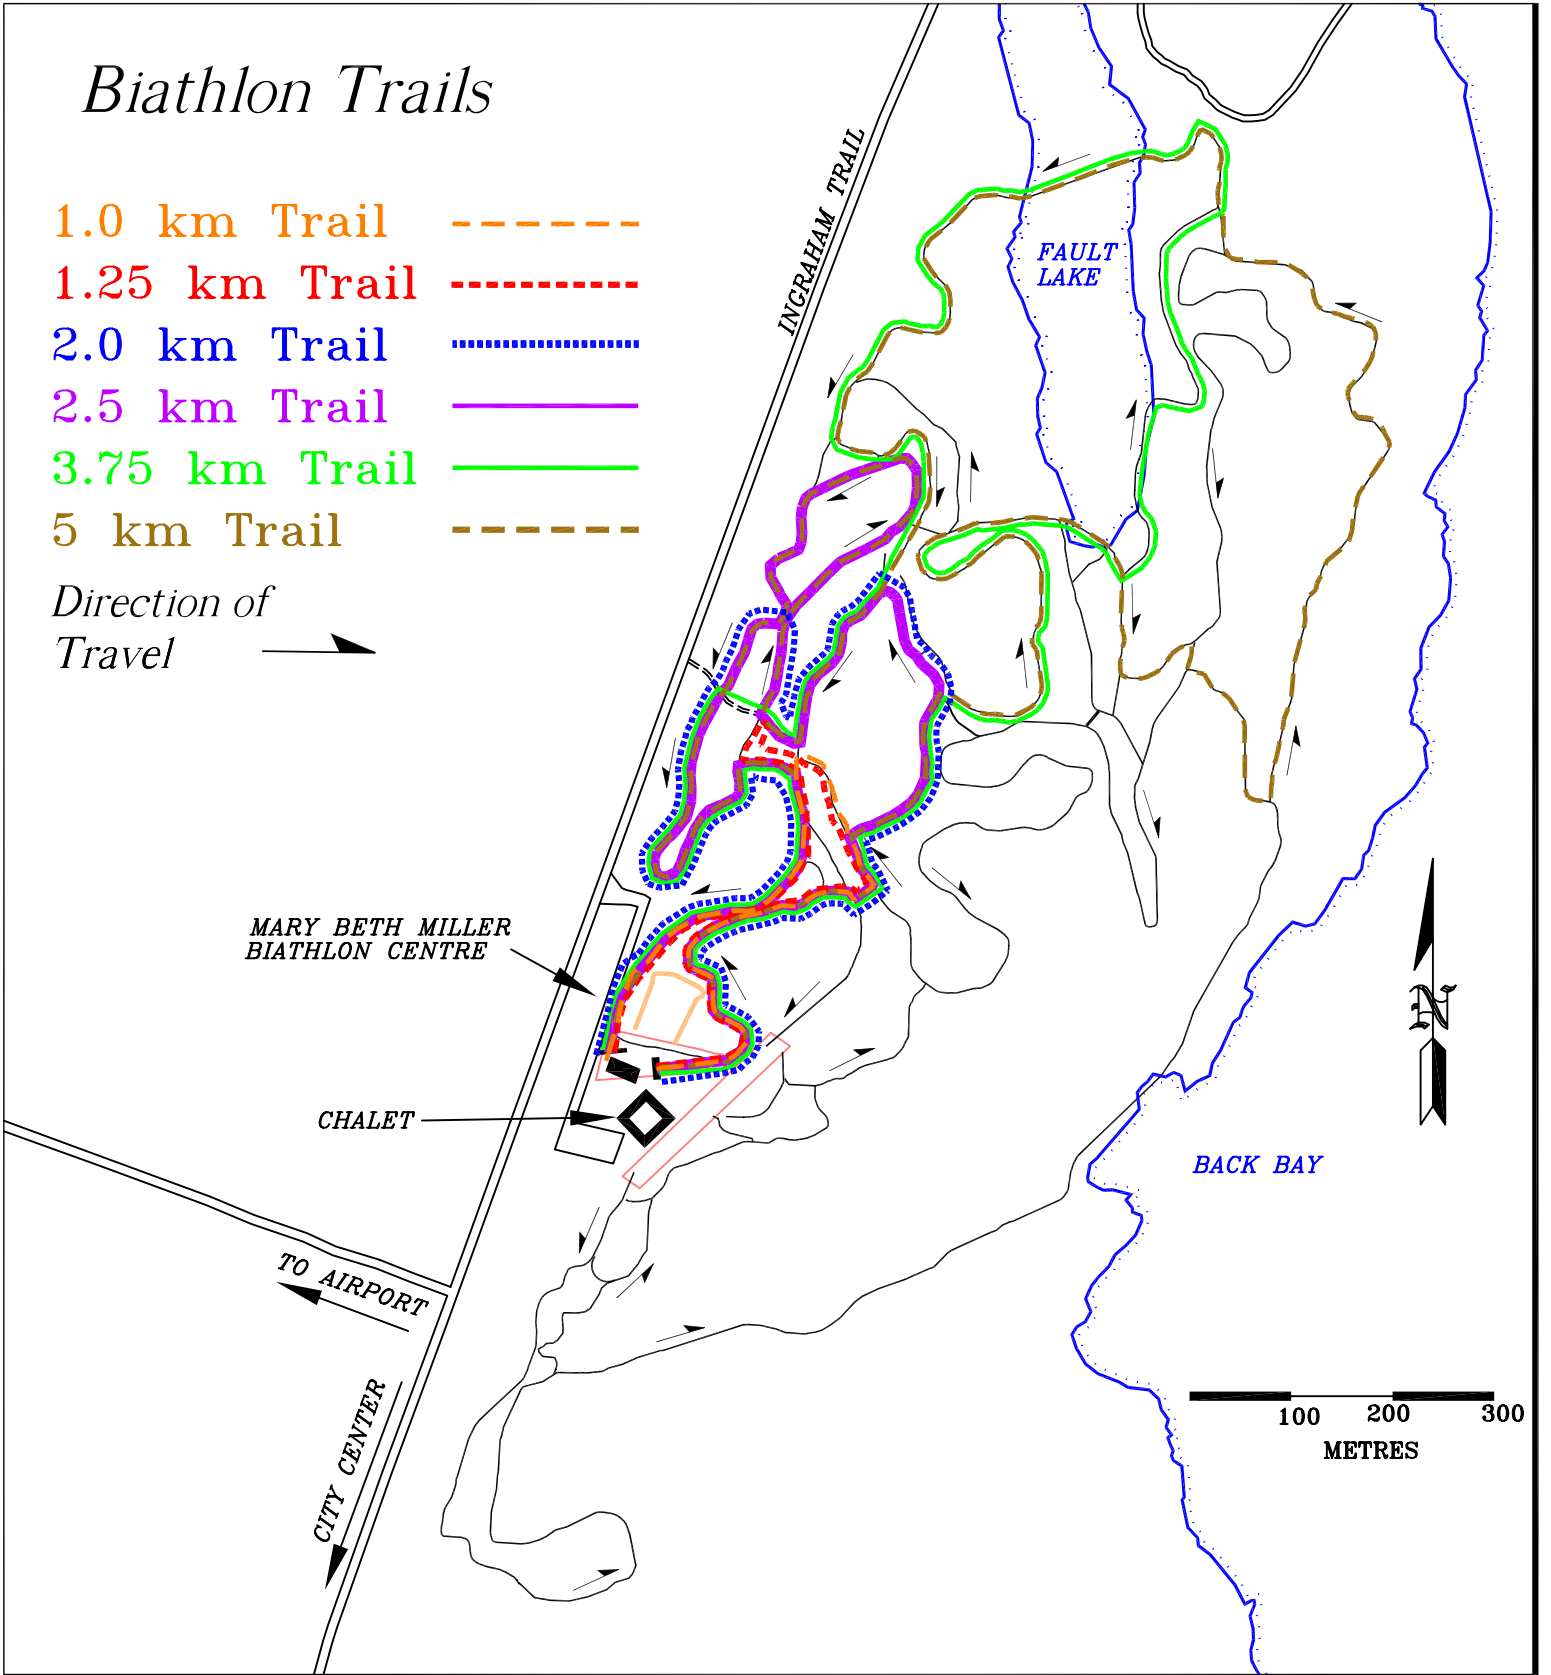 Biathlon Trails
1.0 km Trail
1.25 km Trail
2.0 km Trail
2.5 km Trail
3.75 km Trail
5 km Trail
Direction of
Travel
INGRAHAM TRAIL
FAULT
LAKE
MARY BETH MILLER
BIATHLON CENTRE
CHALET
N
BACK BAY
TO AIRPORT
CITY CENTER
100 200 300
METRES